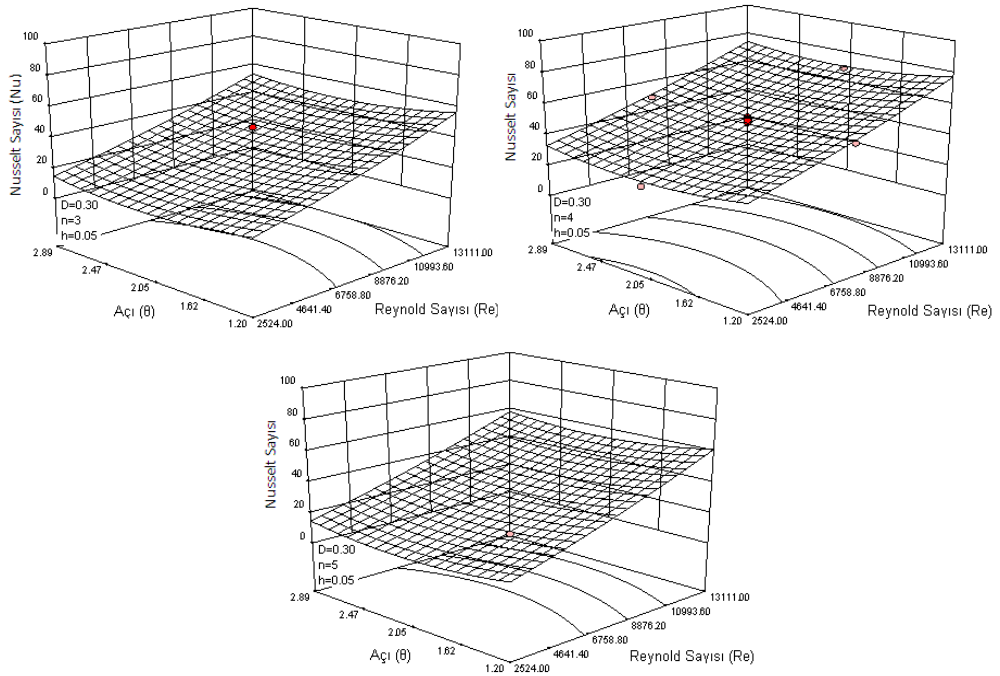 100
80
60
40
20
0
Nusselt Sayısı (Nu)
D=0.30
n=3
h=0.05
2.89
2.47
2.05
1.62
1.20
Açı (θ)
2524.00
4641.40
6758.80
8876.20
10993.60
13111.00
Reynold Sayısı (Re)
100
80
60
40
20
0
Nusselt Sayısı
D=0.30
n=4
h=0.05
2.89
2.47
2.05
1.62
1.20
Açı (θ)
2524.00
4641.40
6758.80
8876.20
10993.60
13111.00
Reynold Sayısı (Re)
100
80
60
40
20
0
Nusselt Sayısı
D=0.30
n=5
h=0.05
2.89
2.47
2.05
1.62
1.20
Açı (θ)
2524.00
4641.40
6758.80
8876.20
10993.60
13111.00
Reynold Sayısı (Re)